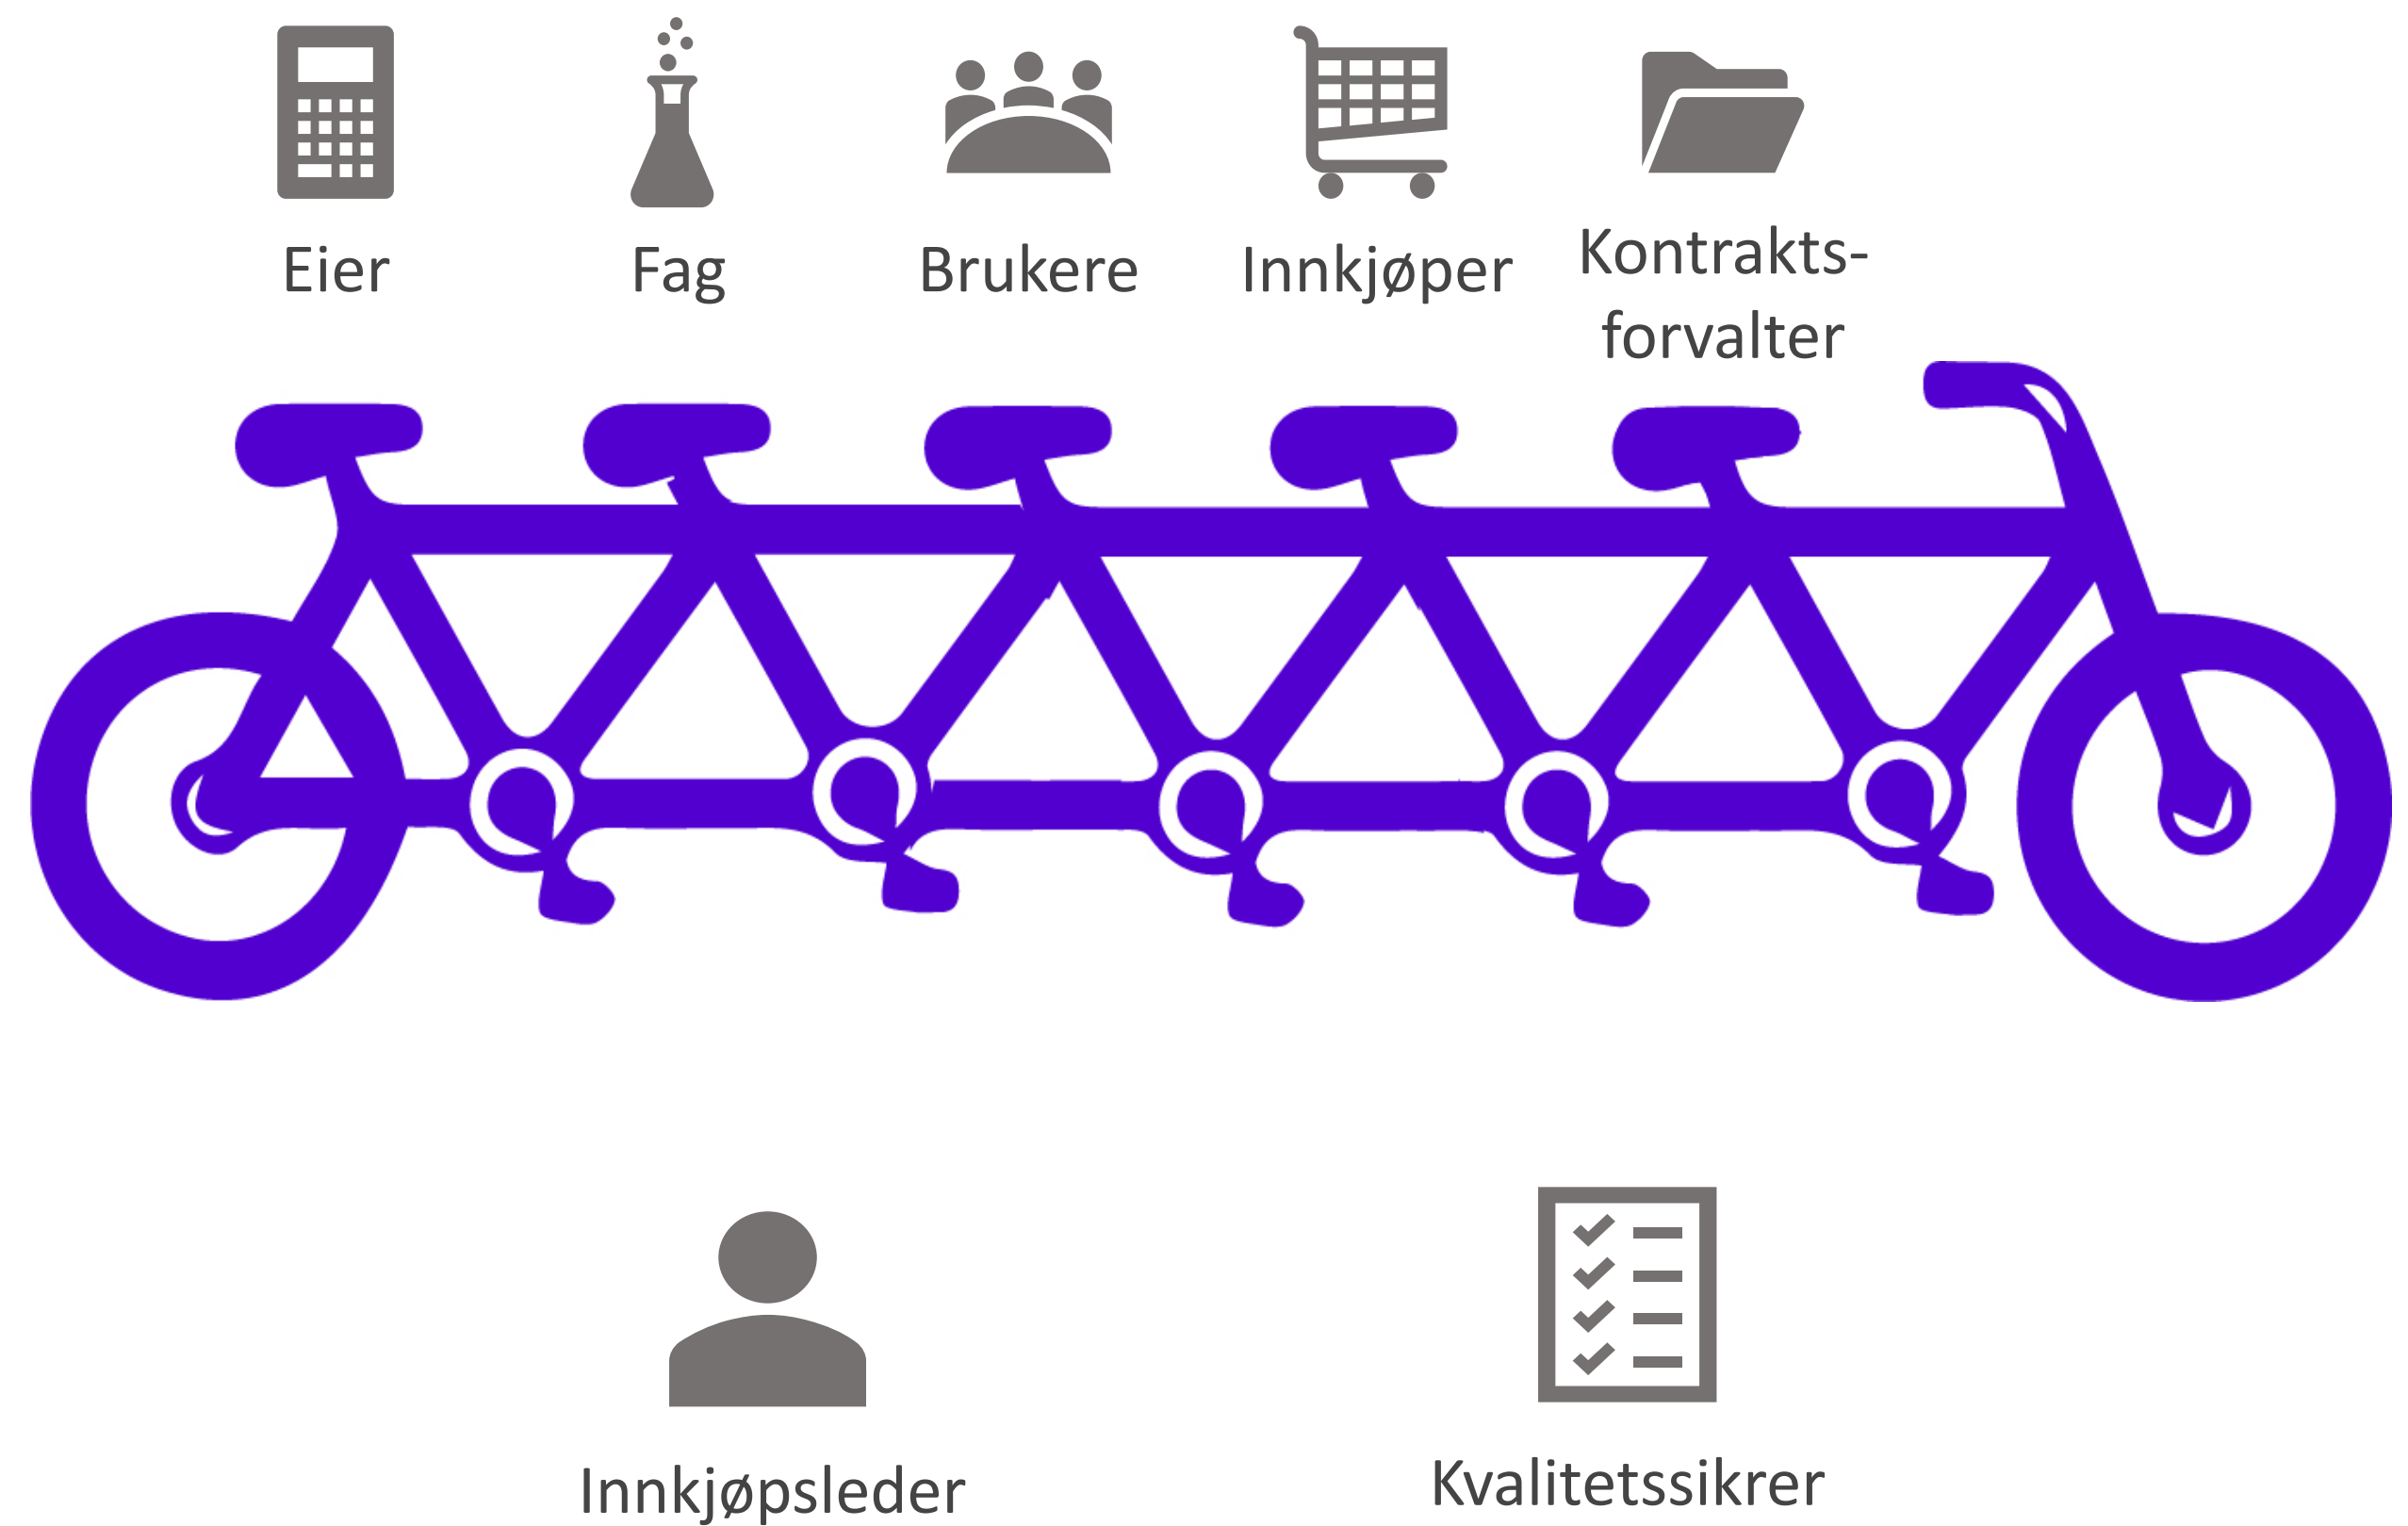 Eier
Fag
Brukere
Innkjøper
Kontrakts-
forvalter
Innkjøpsleder
Kvalitetssikrer